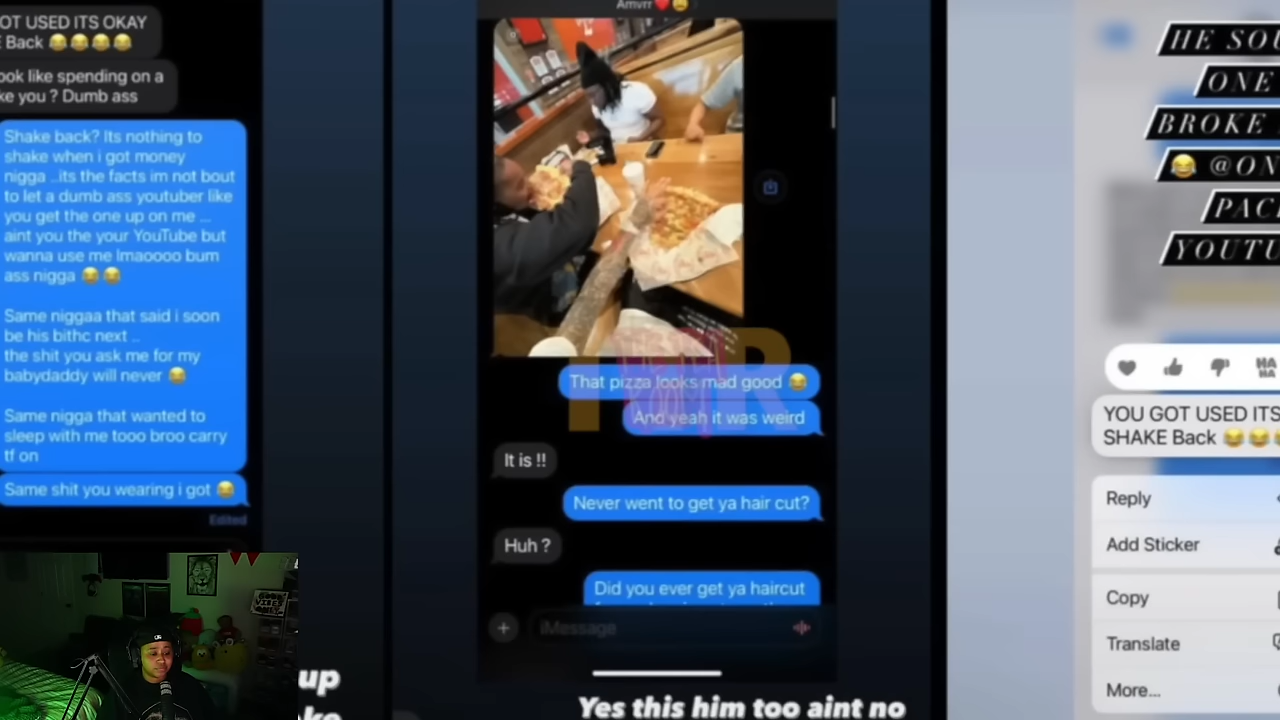 OT USED ITS OKAY
Back 😂😂😂😂
ook like spending on a
ke you ? Dumb ass
Shake back? Its nothing to
shake when i got money
nigga ..its the facts im not bout
to let a dumb ass youtuber like
you get the one up on me ...
aint you the your YouTube but
wanna use me lmaoooo bum
ass nigga 😂😂
Same niggaa that said i soon
be his bithc next ..
the shit you ask me for my
babydaddy will never 😂
Same nigga that wanted to
sleep with me tooo broo carry
tf on
Same shit you wearing i got 😂
Edited
up
Amvrr❤️
That pizza looks mad good 😂
And yeah it was weird
It is !!
Never went to get ya hair cut?
Huh ?
Did you ever get ya haircut
iMessage
Yes this him too aint no
HE SOU
ONE
BROKE
😂 @ON
PAC
YOUTU
HA
HA
YOU GOT USED ITS
SHAKE Back 😂😂
Reply
Add Sticker
Copy
Translate
More...